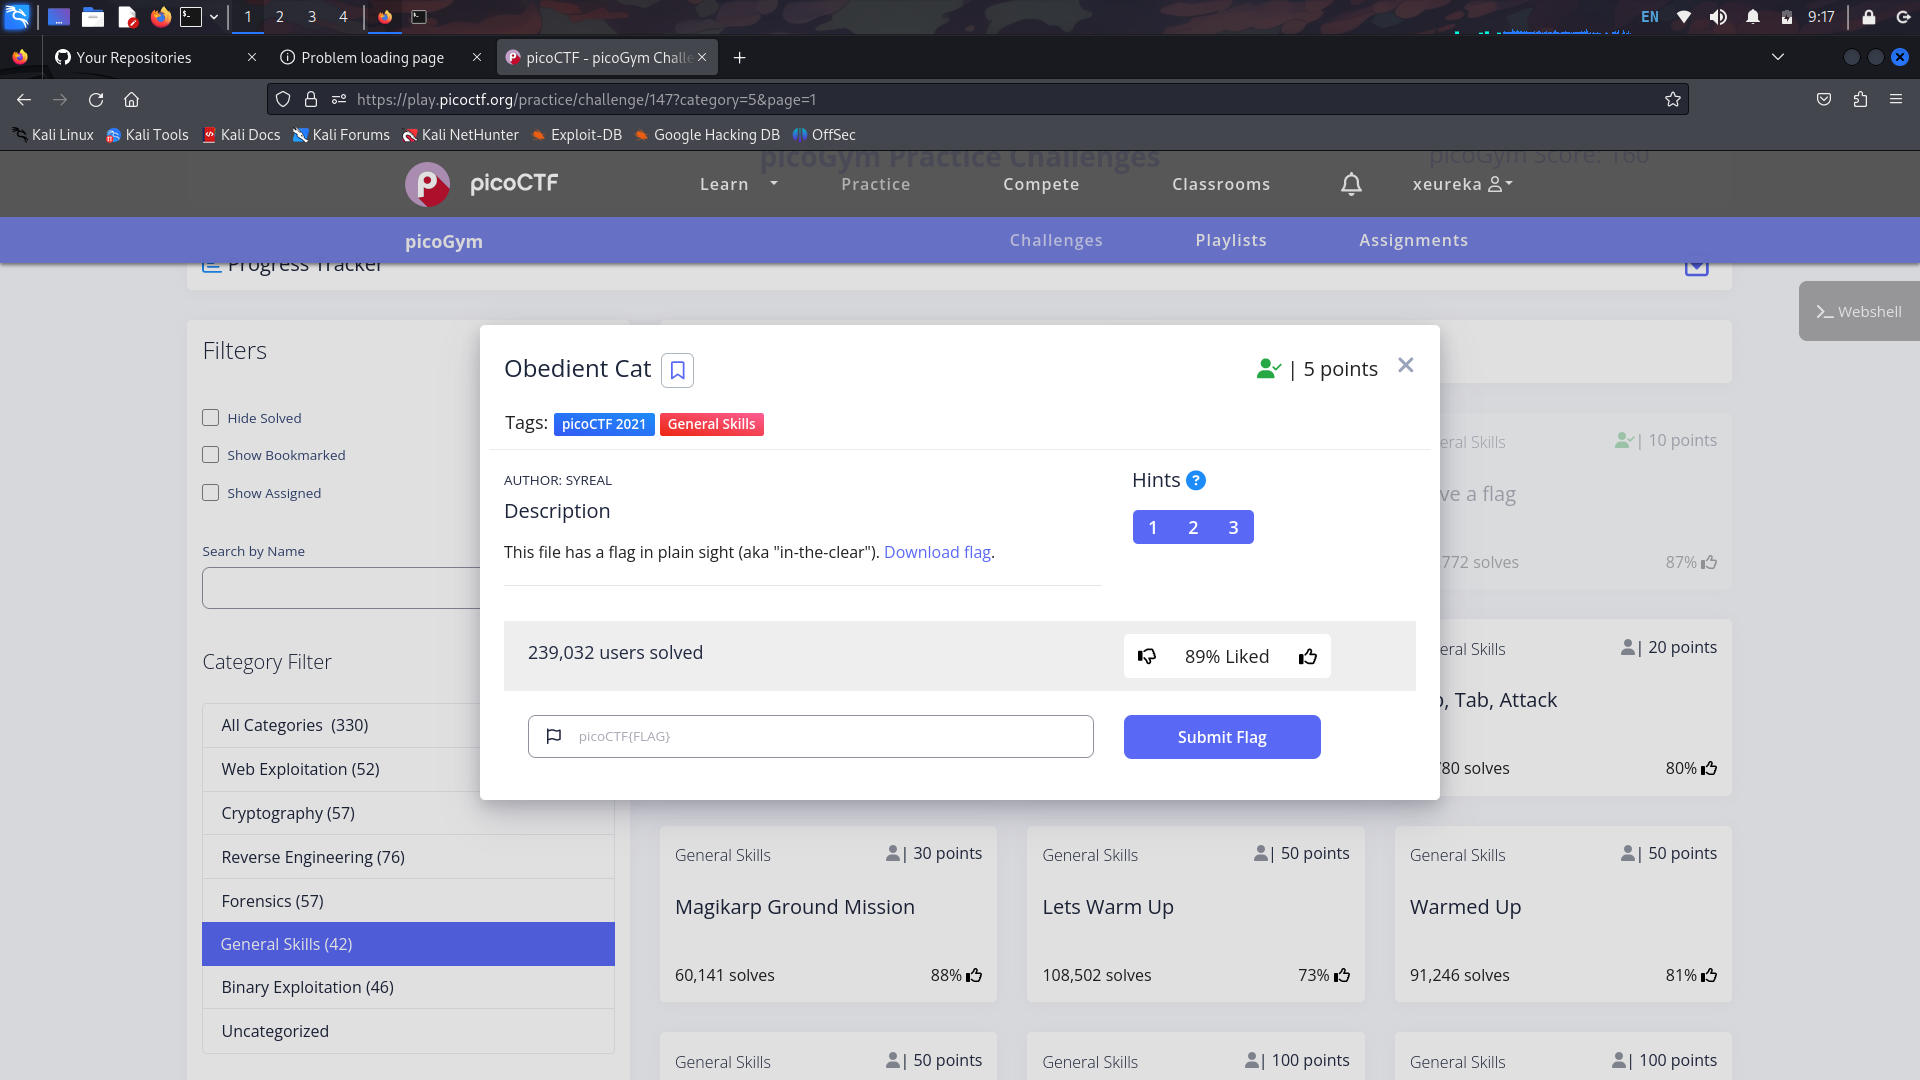 1 2 3 4 EN 9:17
Your Repositories Problem loading page picoCTF - picoGym Challe
https://play.picoctf.org/practice/challenge/147?category=5&page=1
Kali Linux Kali Tools Kali Docs Kali Forums Kali NetHunter Exploit-DB Google Hacking DB OffSec
picoGym Practice Challenges picoGym Score: 160
picoCTF Learn Practice Compete Classrooms xeureka
picoGym Challenges Playlists Assignments
Progress Tracker
Webshell
Filters
Hide Solved
Show Bookmarked
Show Assigned
Search by Name
Category Filter
All Categories (330)
Web Exploitation (52)
Cryptography (57)
Reverse Engineering (76)
Forensics (57)
General Skills (42)
Binary Exploitation (46)
Uncategorized
Obedient Cat | 5 points
Tags: picoCTF 2021 General Skills
AUTHOR: SYREAL
Description
This file has a flag in plain sight (aka "in-the-clear"). Download flag.
Hints ?
1 2 3
239,032 users solved 89% Liked
picoCTF{FLAG} Submit Flag
eral Skills | 10 points
ve a flag
772 solves 87%
eral Skills | 20 points
, Tab, Attack
780 solves 80%
General Skills | 30 points
Magikarp Ground Mission
60,141 solves 88%
General Skills | 50 points
Lets Warm Up
108,502 solves 73%
General Skills | 50 points
Warmed Up
91,246 solves 81%
General Skills | 50 points
General Skills | 100 points
General Skills | 100 points